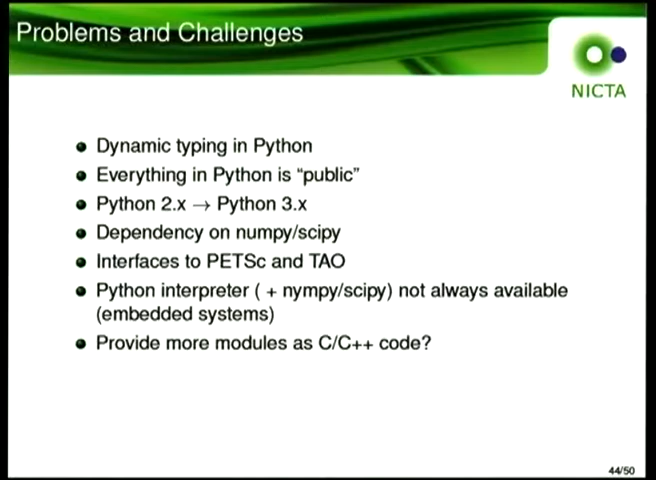 Problems and Challenges
NICTA
Dynamic typing in Python
Everything in Python is “public”
Python 2.x → Python 3.x
Dependency on numpy/scipy
Interfaces to PETSc and TAO
Python interpreter ( + nympy/scipy) not always available
(embedded systems)
Provide more modules as C/C++ code?
44/50